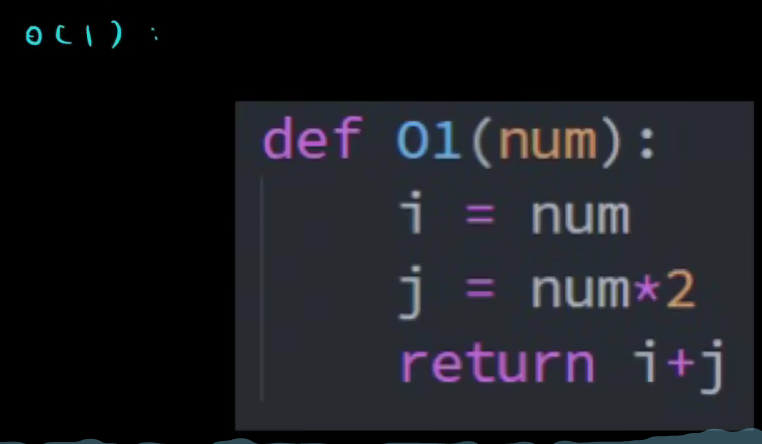 O(1) :
def O1(num):
    i = num
    j = num*2
    return i+j